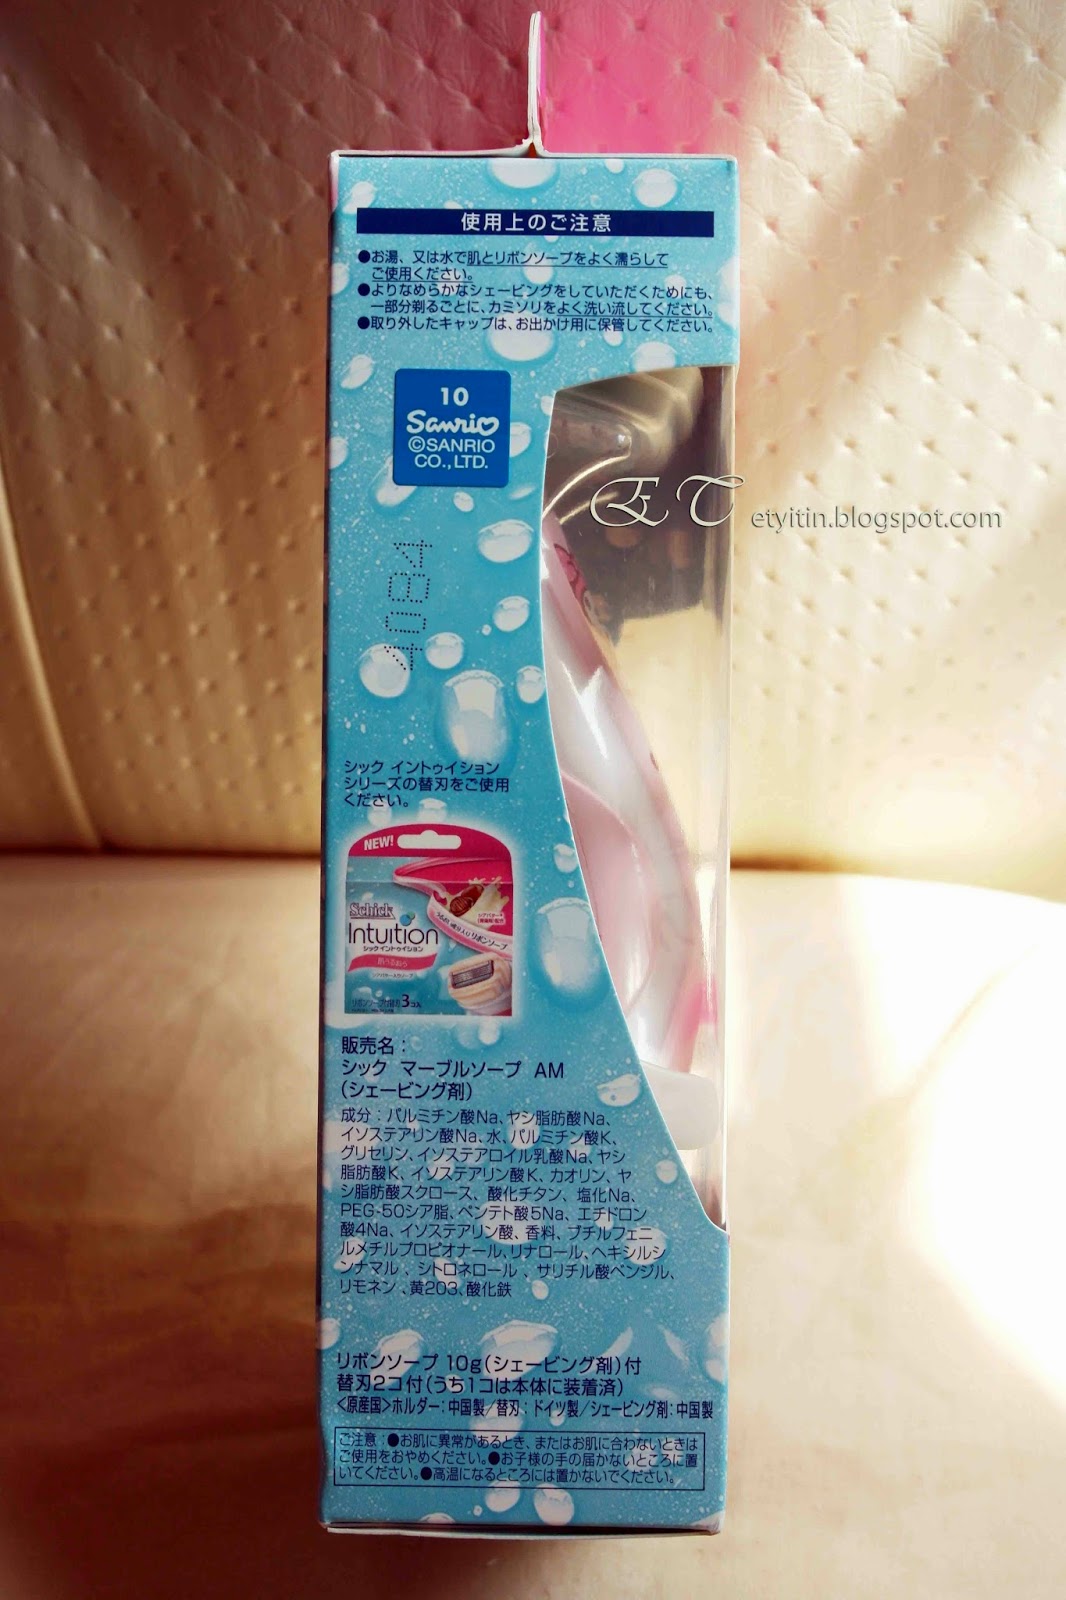 使用上のご注意
●お湯、又は水で肌とリボンソープをよく濡らして
ご使用ください。
●よりなめらかなシェービングをしていただくためにも、
一部分剃るごとに、カミソリをよく洗い流してください。
●取り外したキャップは、お出かけ用に保管してください。
10
Sanrio
©SANRIO
CO.,LTD.
ET etyitin.blogspot.com
4084
シック イントゥイション
シリーズの替刃をご使用
ください。
NEW!
Schick
Intuition
シックイントゥイション
リボンソープ付替刃3コ入
販売名：
シック マーブルソープ AM
(シェービング剤)
成分：パルミチン酸Na、ヤシ脂肪酸Na、
イソステアリン酸Na、水、パルミチン酸K、
グリセリン、イソステアロイル乳酸Na、ヤシ
脂肪酸K、イソステアリン酸K、カオリン、ヤ
シ脂肪酸スクロース、酸化チタン、塩化Na、
PEG-50シア脂、ペンテト酸5Na、エチドロン
酸4Na、イソステアリン酸、香料、ブチルフェニ
ルメチルプロピオナール、リナロール、ヘキシルシ
ンナマル、シトロネロール、サリチル酸ベンジル、
リモネン、黄203、酸化鉄
リボンソープ 10g(シェービング剤)付
替刃2コ付(うち1コは本体に装着済)
<原産国>ホルダー:中国製/替刃:ドイツ製/シェービング剤:中国製
ご注意：●お肌に異常があるとき、またはお肌に合わないときは
ご使用をおやめください。●お子様の手の届かないところに置
いてください。●高温になるところには置かないでください。